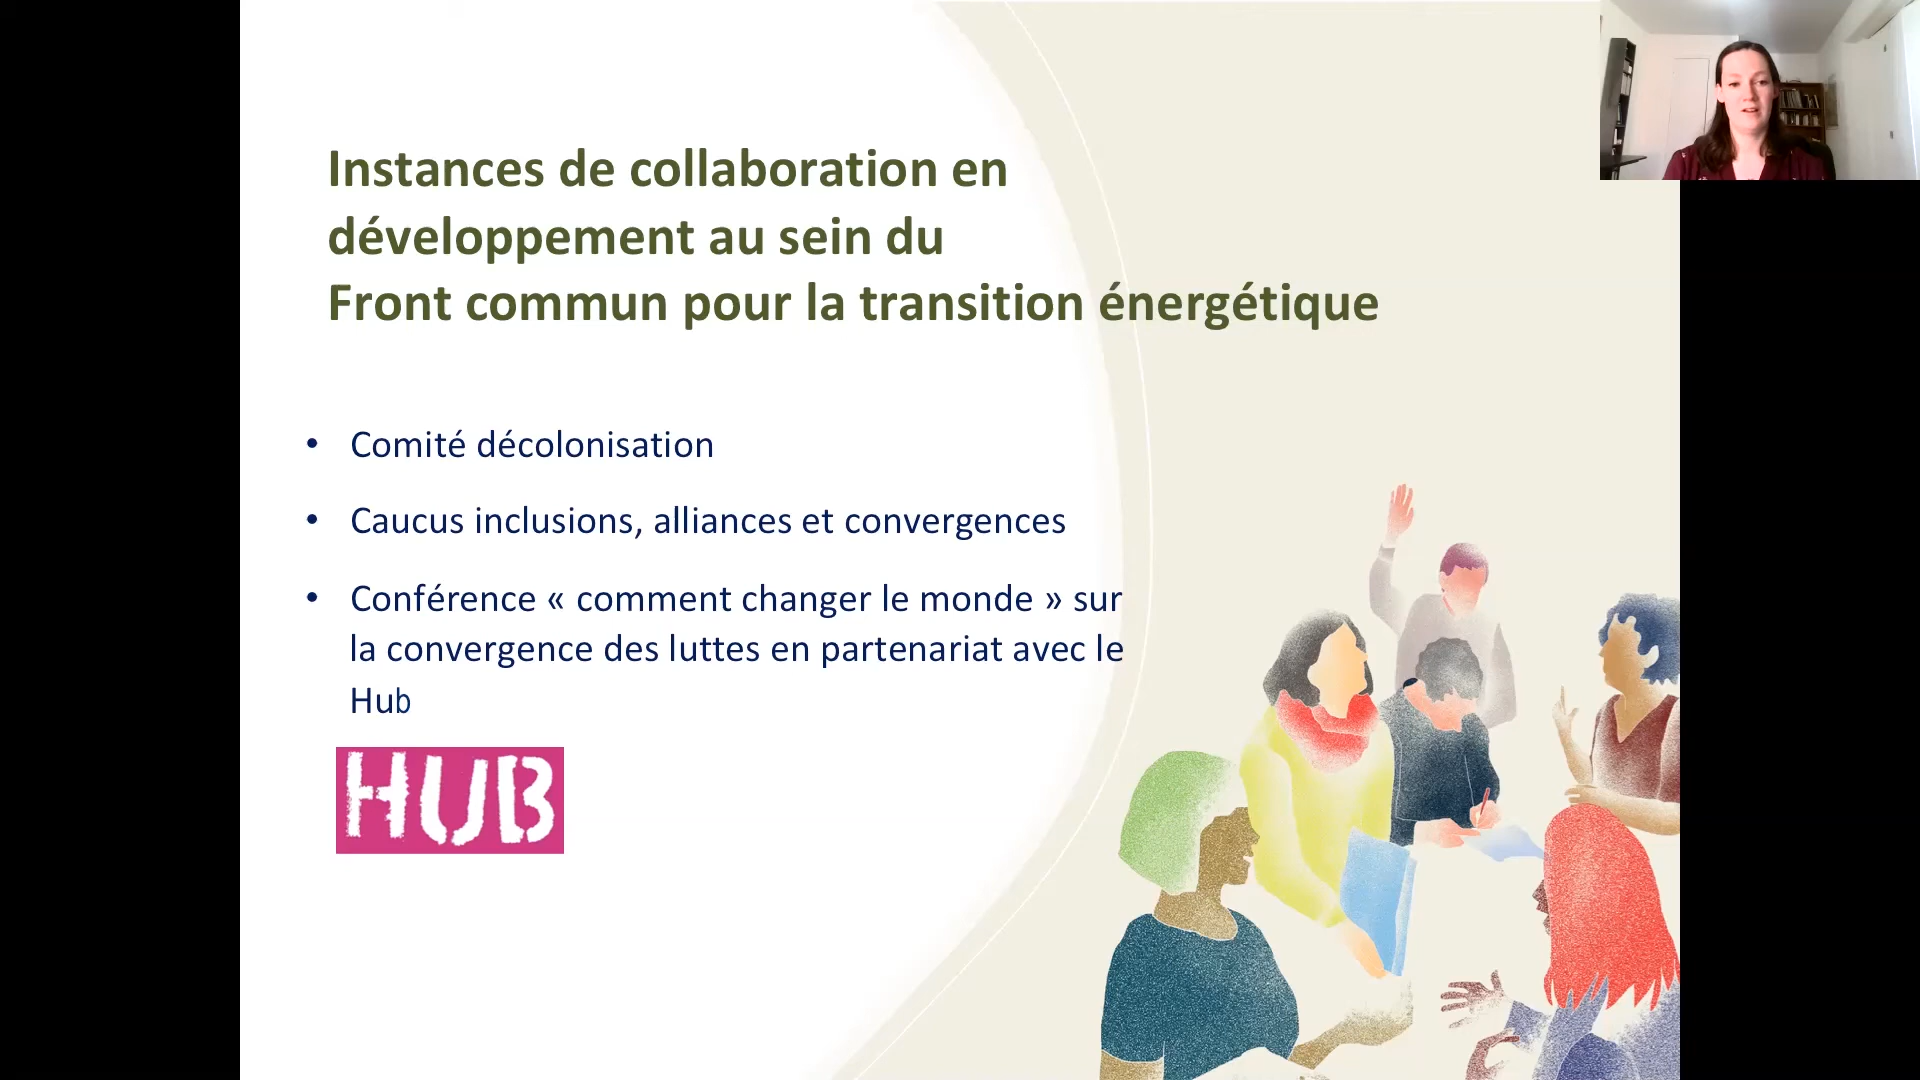 Instances de collaboration en
développement au sein du
Front commun pour la transition énergétique
• Comité décolonisation
• Caucus inclusions, alliances et convergences
• Conférence « comment changer le monde » sur
la convergence des luttes en partenariat avec le
Hub
HUB